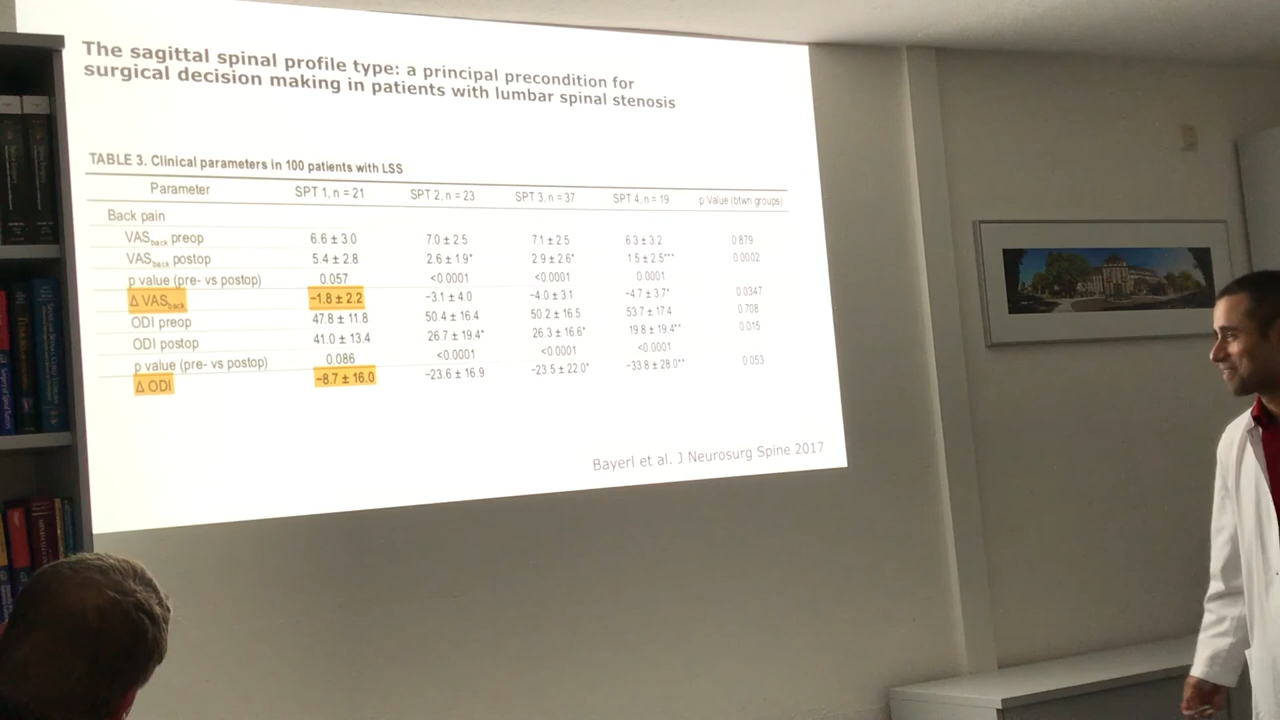 The sagittal spinal profile type: a principal precondition for
surgical decision making in patients with lumbar spinal stenosis
TABLE 3. Clinical parameters in 100 patients with LSS
Parameter SPT 1, n = 21 SPT 2, n = 23 SPT 3, n = 37 SPT 4, n = 19 p Value (btwn groups)
Back pain
VASback preop 6.6 ± 3.0 7.0 ± 2.5 7.1 ± 2.5 6.3 ± 3.2 0.879
VASback postop 5.4 ± 2.8 2.6 ± 1.9* 2.9 ± 2.6* 1.5 ± 2.5*** 0.0002
p value (pre- vs postop) 0.057 <0.0001 <0.0001 0.0001
Δ VASback −1.8 ± 2.2 −3.1 ± 4.0 −4.0 ± 3.1 −4.7 ± 3.7* 0.0347
ODI preop 47.8 ± 11.8 50.4 ± 16.4 50.2 ± 16.5 53.7 ± 17.4 0.708
ODI postop 41.0 ± 13.4 26.7 ± 19.4* 26.3 ± 16.6* 19.8 ± 19.4** 0.015
p value (pre- vs postop) 0.086 <0.0001 <0.0001 <0.0001
Δ ODI −8.7 ± 16.0 −23.6 ± 16.9 −23.5 ± 22.0* −33.8 ± 28.0** 0.053
Bayerl et al. J Neurosurg Spine 2017